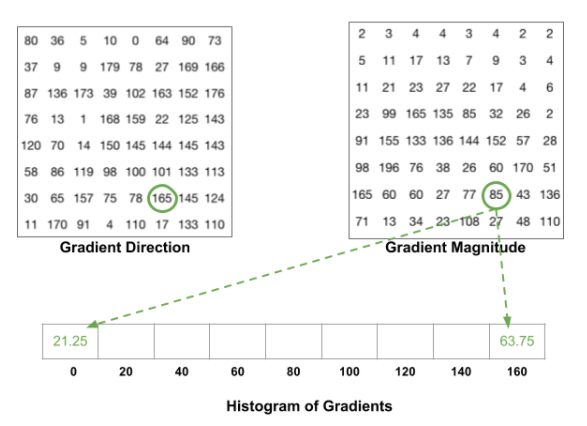 80 36 5 10 0 64 90 73
37 9 9 179 78 27 169 166
87 136 173 39 102 163 152 176
76 13 1 168 159 22 125 143
120 70 14 150 145 144 145 143
58 86 119 98 100 101 133 113
30 65 157 75 78 165 145 124
11 170 91 4 110 17 133 110
Gradient Direction
2 3 4 4 3 4 2 2
5 11 17 13 7 9 3 4
11 21 23 27 22 17 4 6
23 99 165 135 85 32 26 2
91 155 133 136 144 152 57 28
98 196 76 38 26 60 170 51
165 60 60 27 77 85 43 136
71 13 34 23 108 27 48 110
Gradient Magnitude
21.25 63.75
0 20 40 60 80 100 120 140 160
Histogram of Gradients